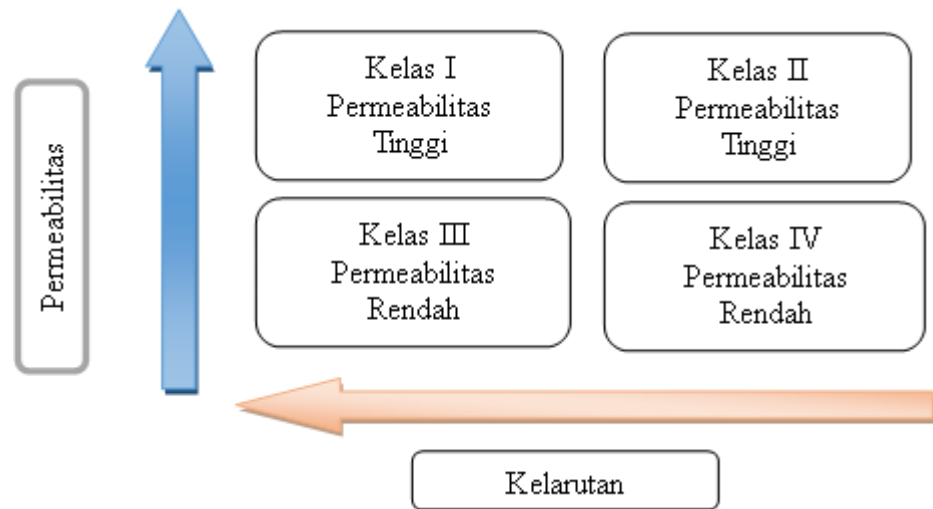 Permeabilitas
Kelas I
Permeabilitas
Tinggi
Kelas II
Permeabilitas
Tinggi
Kelas III
Permeabilitas
Rendah
Kelas IV
Permeabilitas
Rendah
Kelarutan